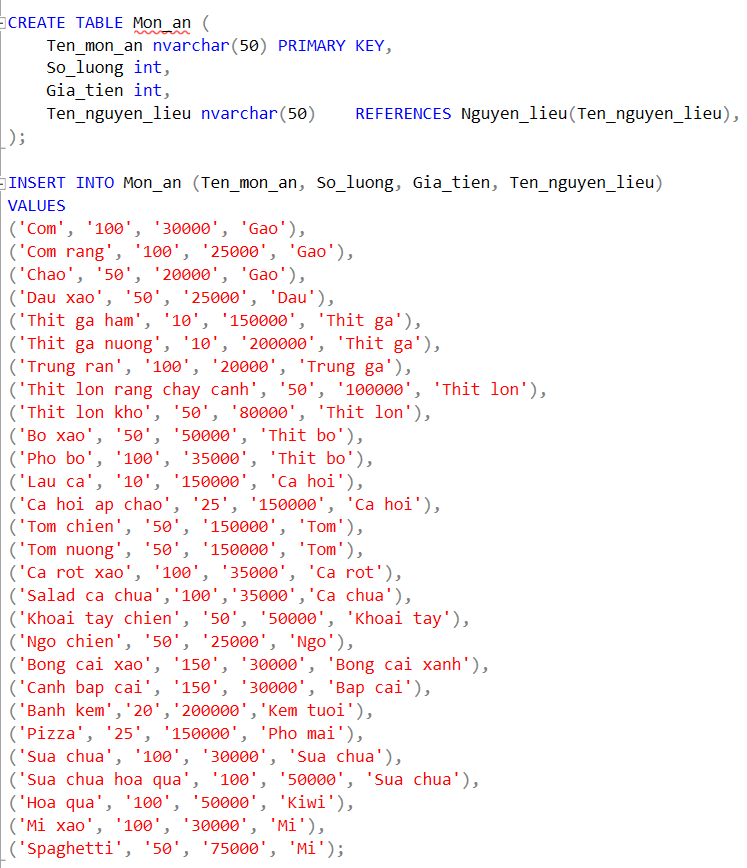 CREATE TABLE Mon_an (
    Ten_mon_an nvarchar(50) PRIMARY KEY,
    So_luong int,
    Gia_tien int,
    Ten_nguyen_lieu nvarchar(50)    REFERENCES Nguyen_lieu(Ten_nguyen_lieu),
);
INSERT INTO Mon_an (Ten_mon_an, So_luong, Gia_tien, Ten_nguyen_lieu)
VALUES
('Com', '100', '30000', 'Gao'),
('Com rang', '100', '25000', 'Gao'),
('Chao', '50', '20000', 'Gao'),
('Dau xao', '50', '25000', 'Dau'),
('Thit ga ham', '10', '150000', 'Thit ga'),
('Thit ga nuong', '10', '200000', 'Thit ga'),
('Trung ran', '100', '20000', 'Trung ga'),
('Thit lon rang chay canh', '50', '100000', 'Thit lon'),
('Thit lon kho', '50', '80000', 'Thit lon'),
('Bo xao', '50', '50000', 'Thit bo'),
('Pho bo', '100', '35000', 'Thit bo'),
('Lau ca', '10', '150000', 'Ca hoi'),
('Ca hoi ap chao', '25', '150000', 'Ca hoi'),
('Tom chien', '50', '150000', 'Tom'),
('Tom nuong', '50', '150000', 'Tom'),
('Ca rot xao', '100', '35000', 'Ca rot'),
('Salad ca chua','100','35000','Ca chua'),
('Khoai tay chien', '50', '50000', 'Khoai tay'),
('Ngo chien', '50', '25000', 'Ngo'),
('Bong cai xao', '150', '30000', 'Bong cai xanh'),
('Canh bap cai', '150', '30000', 'Bap cai'),
('Banh kem','20','200000','Kem tuoi'),
('Pizza', '25', '150000', 'Pho mai'),
('Sua chua', '100', '30000', 'Sua chua'),
('Sua chua hoa qua', '100', '50000', 'Sua chua'),
('Hoa qua', '100', '50000', 'Kiwi'),
('Mi xao', '100', '30000', 'Mi'),
('Spaghetti', '50', '75000', 'Mi');